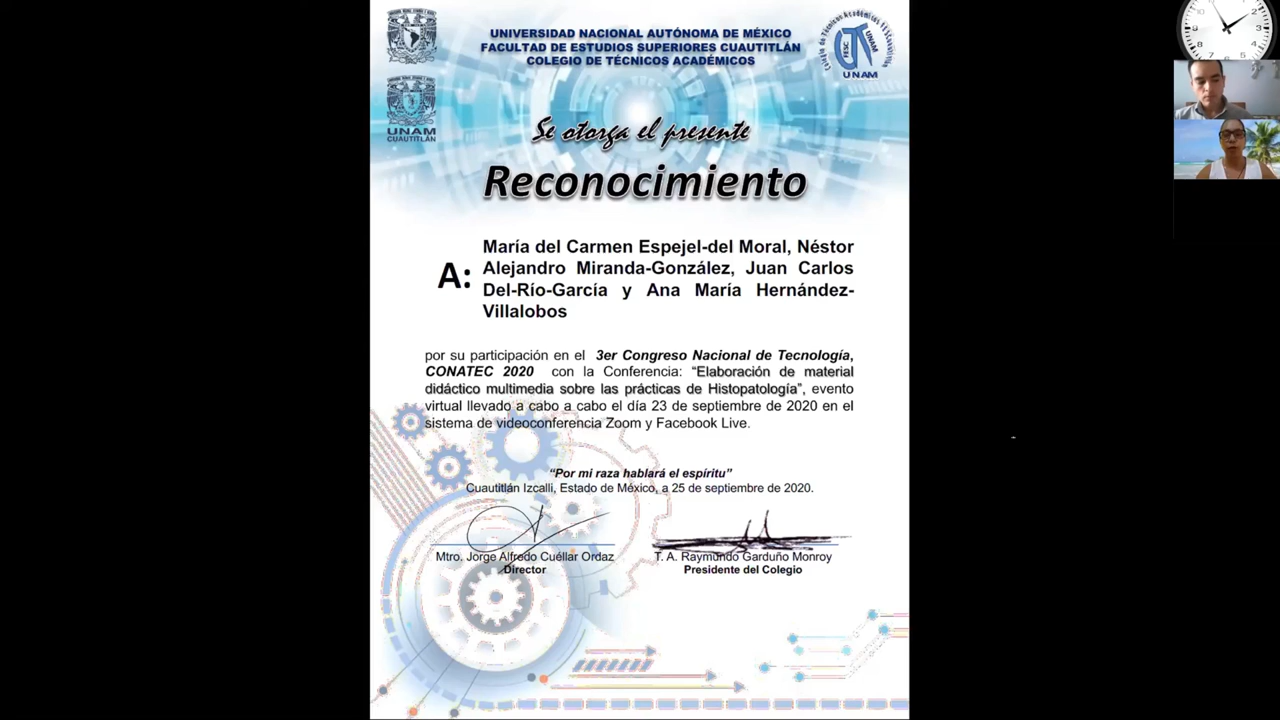 UNIVERSIDAD NACIONAL AUTÓNOMA DE MÉXICO
FACULTAD DE ESTUDIOS SUPERIORES CUAUTITLÁN
COLEGIO DE TÉCNICOS ACADÉMICOS
FESC
UNAM
UNAM
UNAM
CUAUTITLÁN
Se otorga el presente
Reconocimiento
A:
María del Carmen Espejel-del Moral, Néstor
Alejandro Miranda-González, Juan Carlos
Del-Río-García y Ana María Hernández-
Villalobos
por su participación en el 3er Congreso Nacional de Tecnología,
CONATEC 2020 con la Conferencia: “Elaboración de material
didáctico multimedia sobre las prácticas de Histopatología”, evento
virtual llevado a cabo a cabo el día 23 de septiembre de 2020 en el
sistema de videoconferencia Zoom y Facebook Live.
“Por mi raza hablará el espíritu”
Cuautitlán Izcalli, Estado de México, a 25 de septiembre de 2020.
Mtro. Jorge Alfredo Cuéllar Ordaz
Director
T. A. Raymundo Garduño Monroy
Presidente del Colegio